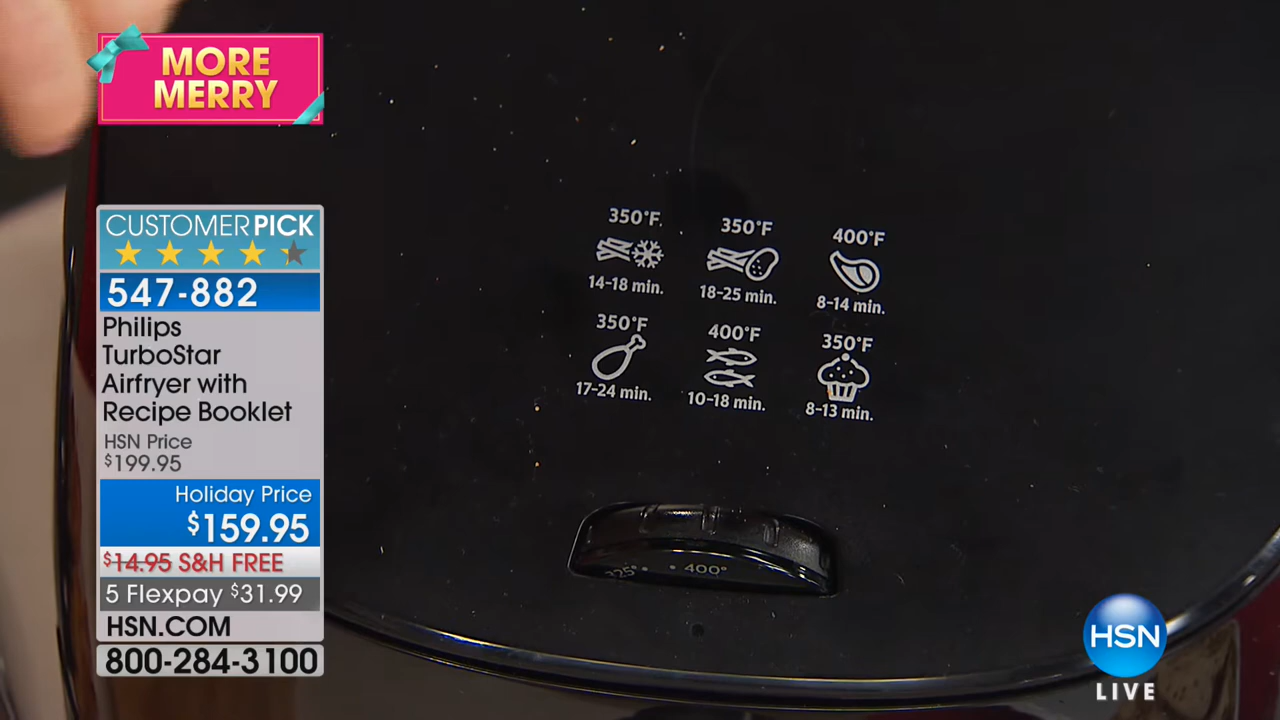 MORE
MERRY
CUSTOMER PICK
547-882
Philips
TurboStar
Airfryer with
Recipe Booklet
HSN Price
$199.95
Holiday Price
$159.95
$14.95 S&H FREE
5 Flexpay $31.99
HSN.COM
800-284-3100
350°F 350°F 400°F
14-18 min. 18-25 min. 8-14 min.
350°F 400°F 350°F
17-24 min. 10-18 min. 8-13 min.
400°
HSN
LIVE